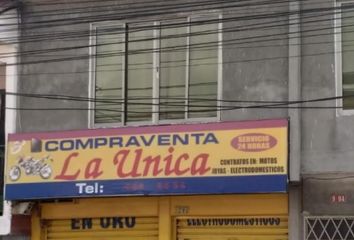 COMPRAVENTA
La Unica
SERVICIO
24 HORAS
CONTRATOS EN: MOTOS
JOYAS - ELECTRODOMESTICOS
Tel:
EN ORO
ELECTRODOMESTICOS